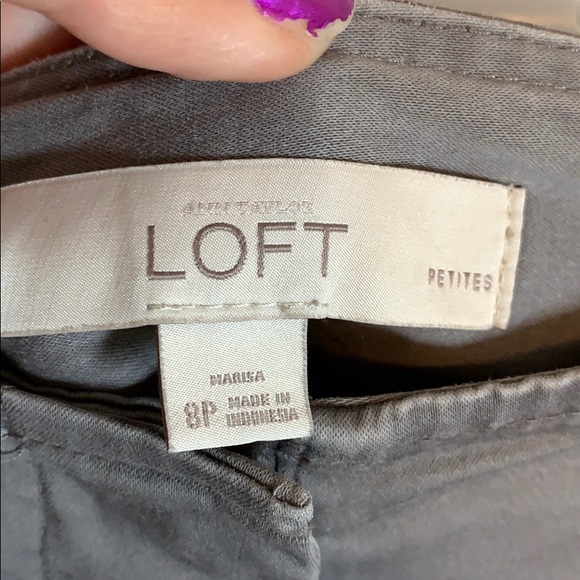 ANN TAYLOR
LOFT
PETITES
MARISA
8P MADE IN
INDONESIA